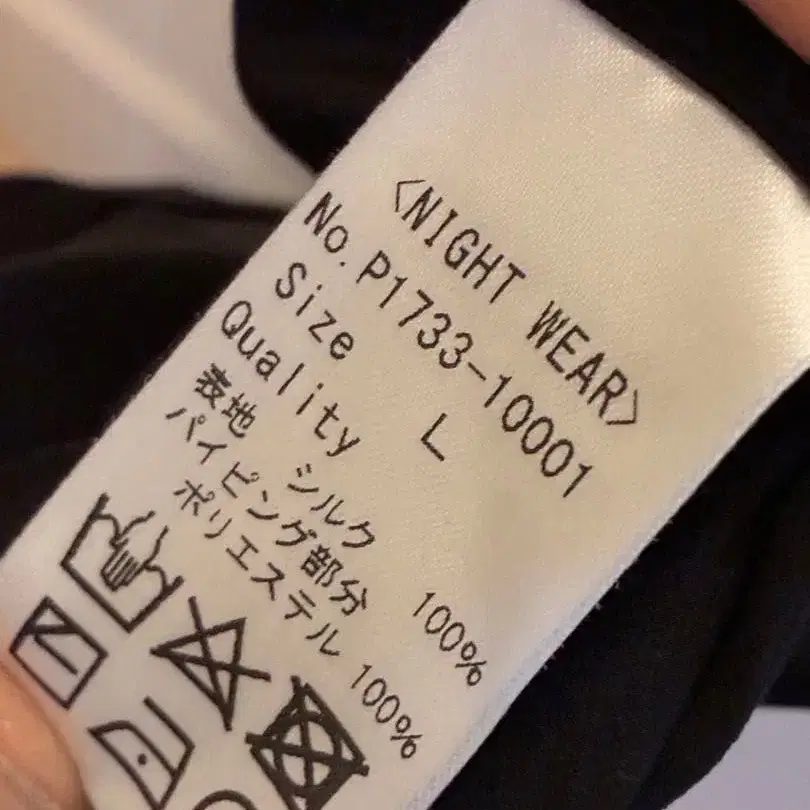 〈NIGHT WEAR〉
No. P1733-10001
Size L
Quality
表地 シルク 100%
パイピング部分
ポリエステル 100%